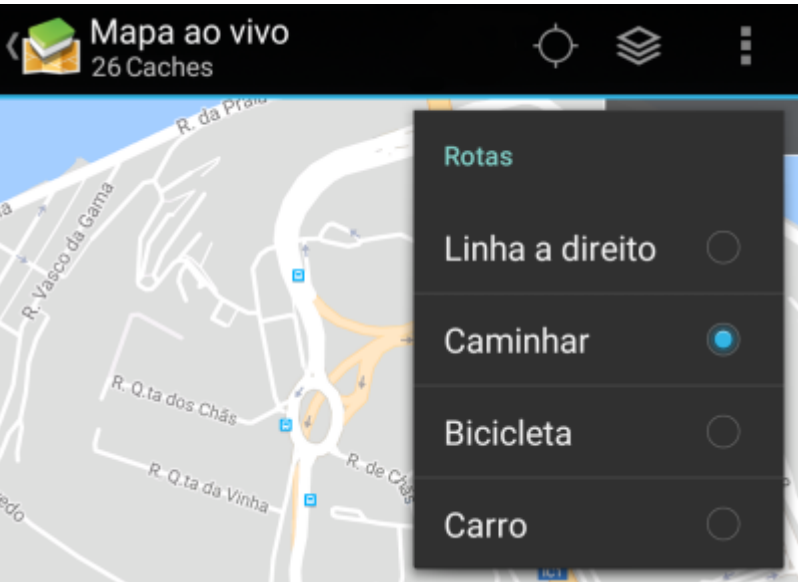 Mapa ao vivo
26 Caches
R. da Praia
Rotas
Linha a direito
Caminhar
Bicicleta
Carro
R. Vasco da Gama
R. Q.ta dos Chãs
R. Q.ta da Vinha
R. de Chãs
IC1